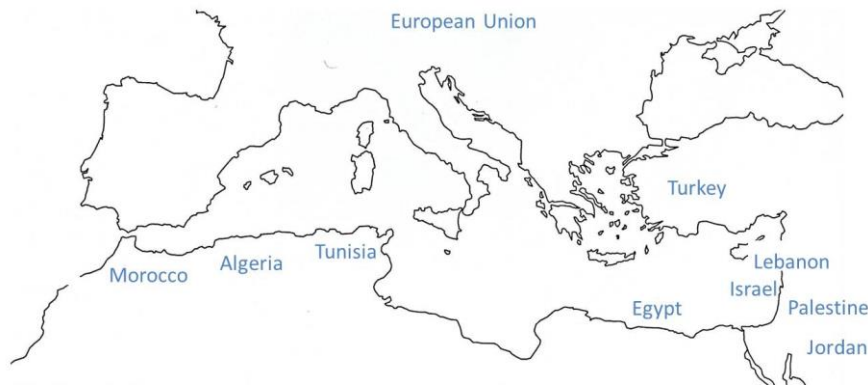 European Union
Turkey
Tunisia
Algeria
Morocco
Lebanon
Israel
Egypt
Palestine
Jordan